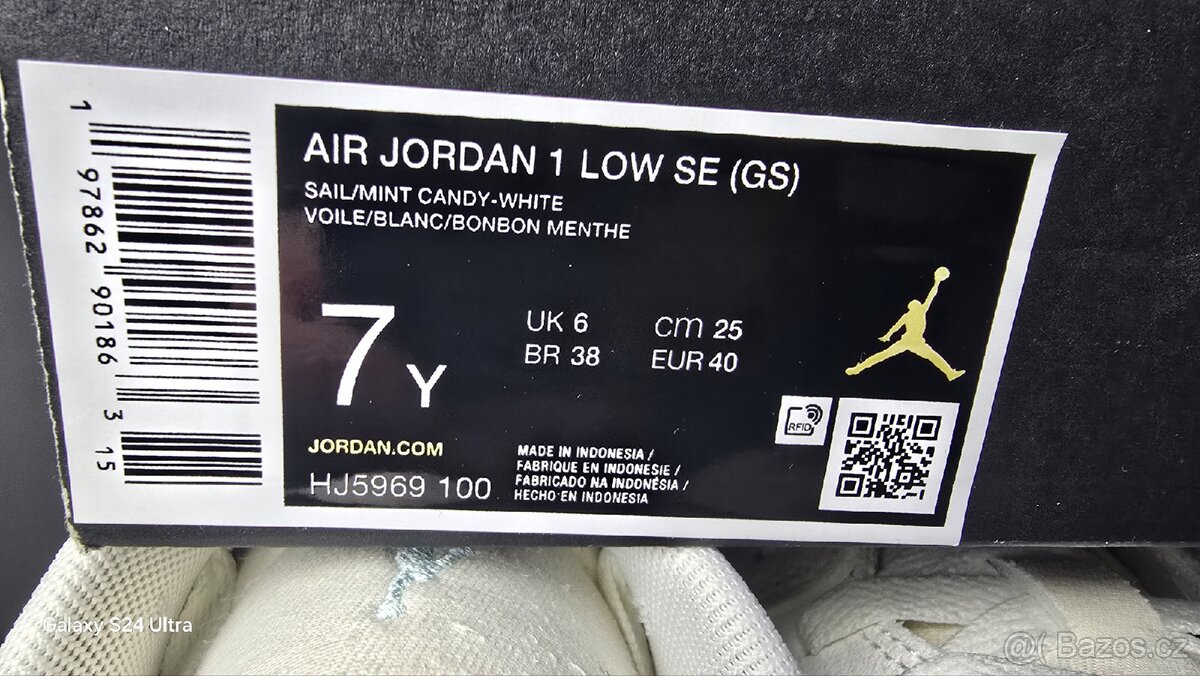 1 97862 90186 3 15
AIR JORDAN 1 LOW SE (GS)
SAIL/MINT CANDY-WHITE
VOILE/BLANC/BONBON MENTHE
7 Y
UK 6 cm 25
BR 38 EUR 40
RFID
JORDAN.COM
HJ5969 100
MADE IN INDONESIA /
FABRIQUE EN INDONESIE /
FABRICADO NA INDONÉSIA /
HECHO EN INDONESIA
Galaxy S24 Ultra
@( Bazos.cz